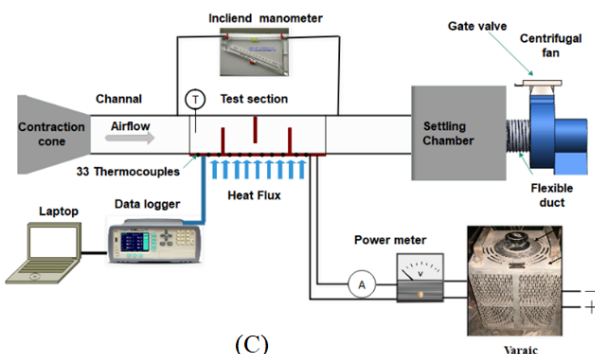 Incliend manometer
Gate valve
Centrifugal
fan
Channel
T
Test section
Contraction
cone
Airflow
Settling
Chamber
33 Thermocouples
Heat Flux
Flexible
duct
Laptop
Data logger
Power meter
A
V
(C)
Varaic